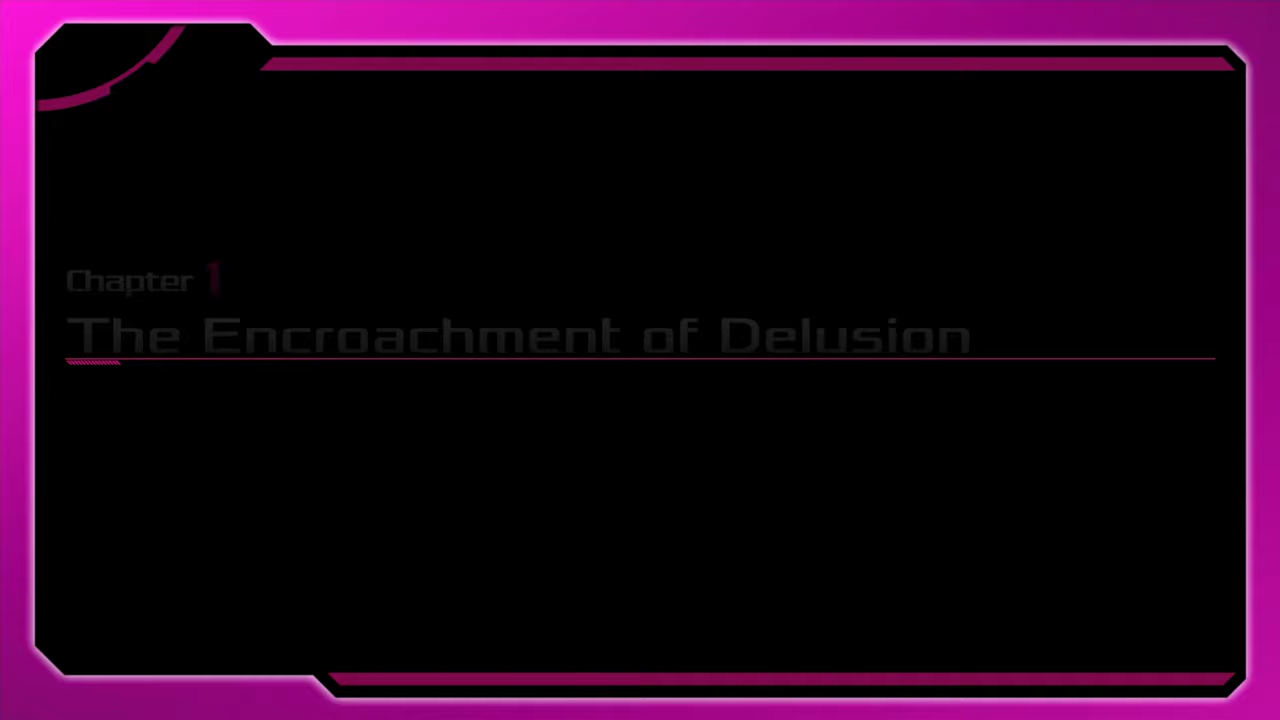 Chapter 1
The Encroachment of Delusion